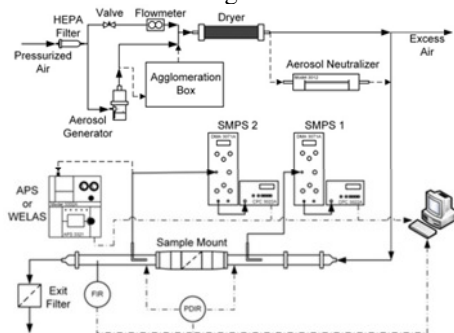 HEPA
Filter
Valve
Flowmeter
Dryer
Pressurized
Air
Excess
Air
Aerosol
Generator
Agglomeration
Box
Aerosol Neutralizer
SMPS 2
SMPS 1
APS
or
WELAS
Sample Mount
Exit
Filter
FIR
PDIR